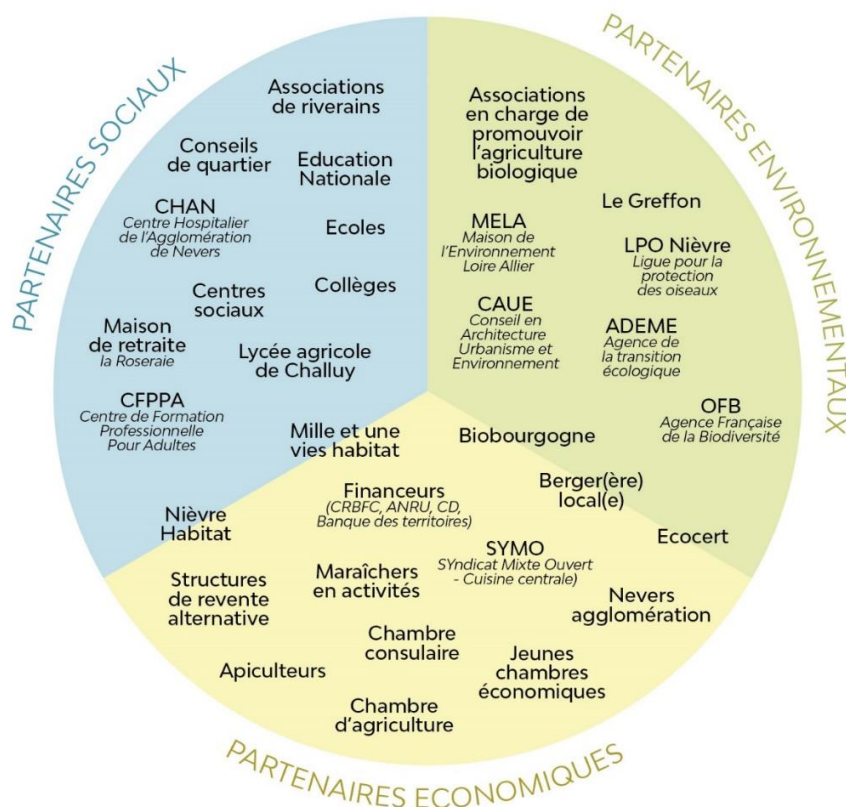 PARTENAIRES SOCIAUX
Associations
de riverains
Conseils
de quartier
Education
Nationale
CHAN
Centre Hospitalier
de l'Agglomération
de Nevers
Ecoles
Centres
sociaux
Collèges
Maison
de retraite
la Roseraie
Lycée agricole
de Challuy
CFPPA
Centre de Formation
Professionnelle
Pour Adultes
Mille et une
vies habitat
Nièvre
Habitat
PARTENAIRES ENVIRONNEMENTAUX
Associations
en charge de
promouvoir
l'agriculture
biologique
Le Greffon
MELA
Maison de
l'Environnement
Loire Allier
LPO Nièvre
Ligue pour la
protection
des oiseaux
CAUE
Conseil en
Architecture
Urbanisme et
Environnement
ADEME
Agence de
la transition
écologique
OFB
Agence Française
de la Biodiversité
Biobourgogne
Berger(ère)
local(e)
Ecocert
Financeurs
(CRBFC, ANRU, CD,
Banque des territoires)
SYMO
SYndicat Mixte Ouvert
- Cuisine centrale)
Structures
de revente
alternative
Maraîchers
en activités
Nevers
agglomération
Chambre
consulaire
Apiculteurs
Jeunes
chambres
économiques
Chambre
d'agriculture
PARTENAIRES ECONOMIQUES